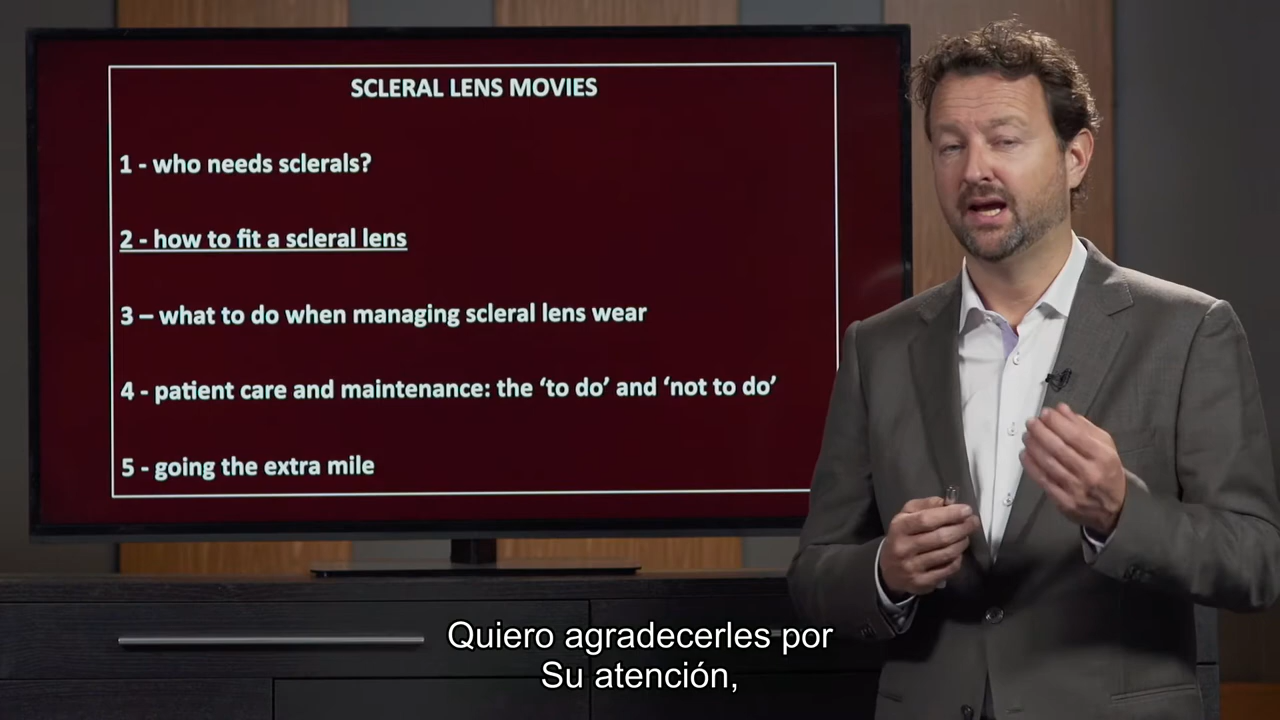 SCLERAL LENS MOVIES
1 - who needs sclerals?
2 - how to fit a scleral lens
3 – what to do when managing scleral lens wear
4 - patient care and maintenance: the ‘to do’ and ‘not to do’
5 - going the extra mile
Quiero agradecerles por
Su atención,